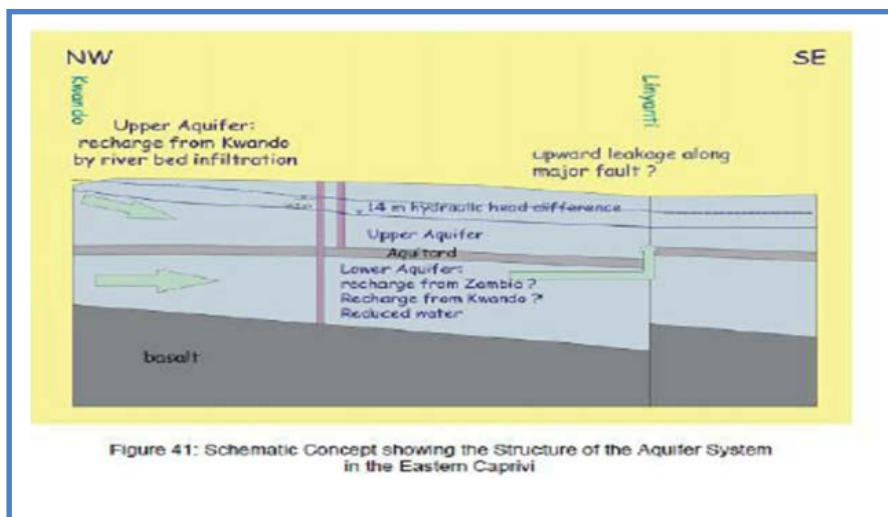 NW
SE
Kwando
Linyanti
Upper Aquifer:
recharge from Kwando
by river bed infiltration
upward leakage along
major fault ?
14 m hydraulic head difference
Upper Aquifer
Aquitard
Lower Aquifer:
recharge from Zambia ?
Recharge from Kwando ?
Reduced water
basalt
Figure 41: Schematic Concept showing the Structure of the Aquifer System
in the Eastern Caprivi